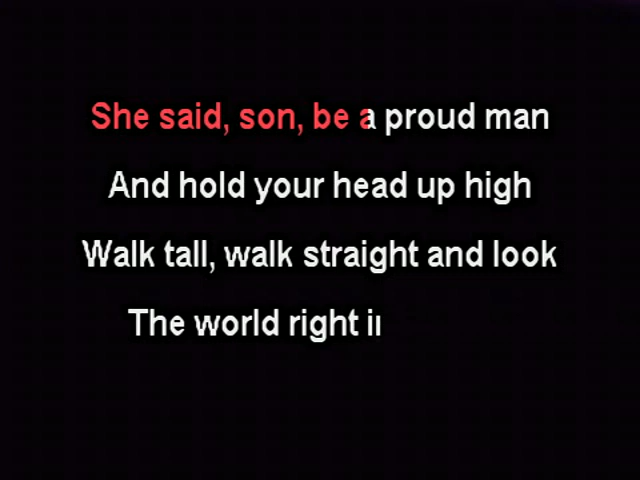 She said, son, be a proud man
And hold your head up high
Walk tall, walk straight and look
The world right